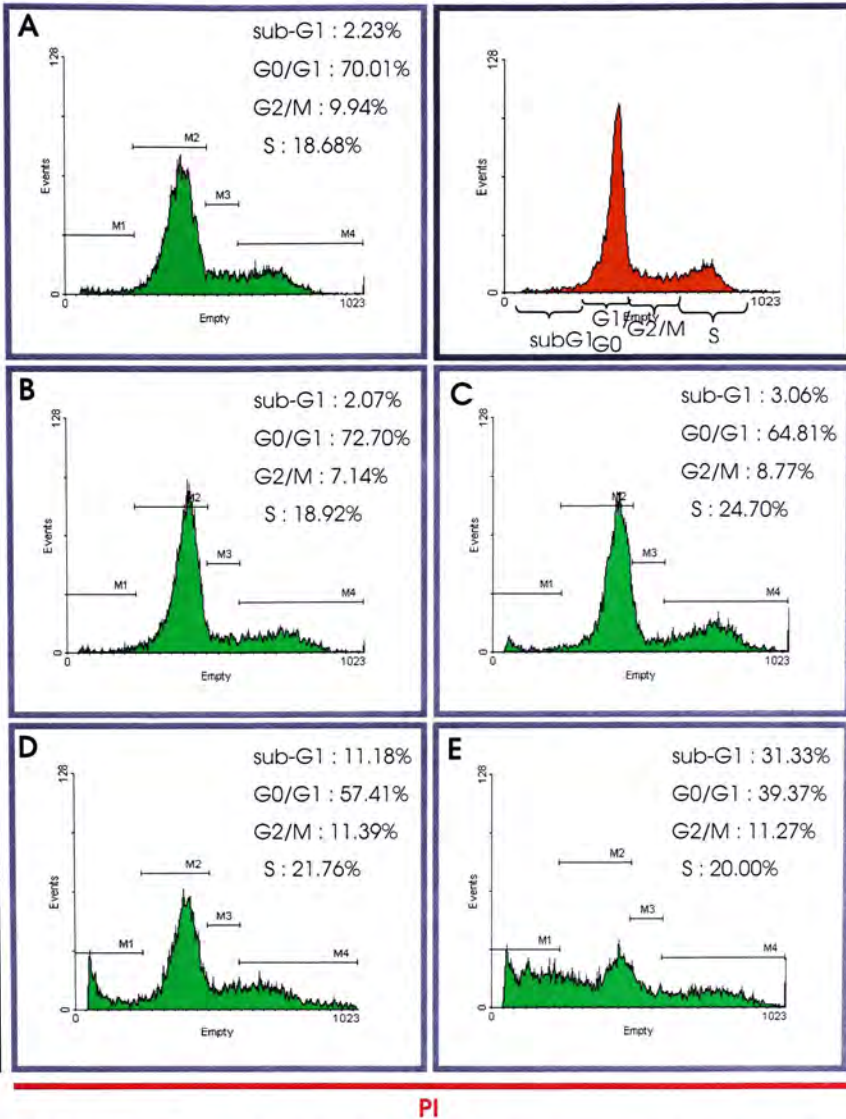 A
sub-G1 : 2.23%
G0/G1 : 70.01%
G2/M : 9.94%
S : 18.68%
128
Events
0
M1
M2
M3
M4
0
1023
Empty
128
Events
0
0
1023
Empty
subG1
G1/
G0
G2/M
S
B
sub-G1 : 2.07%
G0/G1 : 72.70%
G2/M : 7.14%
S : 18.92%
128
Events
0
M1
M2
M3
M4
0
1023
Empty
C
sub-G1 : 3.06%
G0/G1 : 64.81%
G2/M : 8.77%
S : 24.70%
128
Events
0
M1
M2
M3
M4
0
1023
Empty
D
sub-G1 : 11.18%
G0/G1 : 57.41%
G2/M : 11.39%
S : 21.76%
128
Events
0
M1
M2
M3
M4
0
1023
Empty
E
sub-G1 : 31.33%
G0/G1 : 39.37%
G2/M : 11.27%
S : 20.00%
128
Events
0
M1
M2
M3
M4
0
1023
Empty
PI